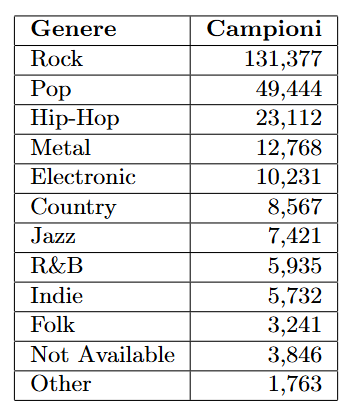 Genere Campioni
Rock 131,377
Pop 49,444
Hip-Hop 23,112
Metal 12,768
Electronic 10,231
Country 8,567
Jazz 7,421
R&B 5,935
Indie 5,732
Folk 3,241
Not Available 3,846
Other 1,763